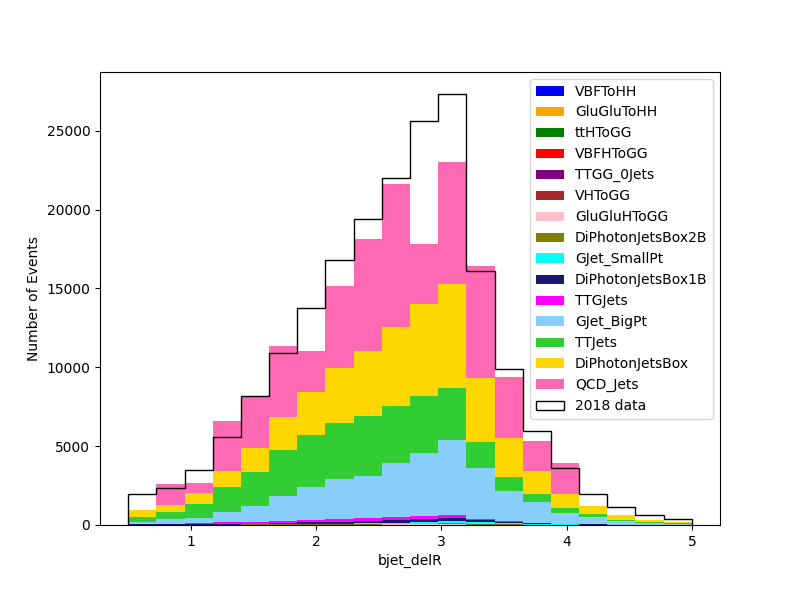 Number of Events
25000
20000
15000
10000
5000
0
1
2
3
4
5
bjet_delR
VBFToHH
GluGluToHH
ttHToGG
VBFHToGG
TTGG_0Jets
VHToGG
GluGluHToGG
DiPhotonJetsBox2B
GJet_SmallPt
DiPhotonJetsBox1B
TTGJets
GJet_BigPt
TTJets
DiPhotonJetsBox
QCD_Jets
2018 data